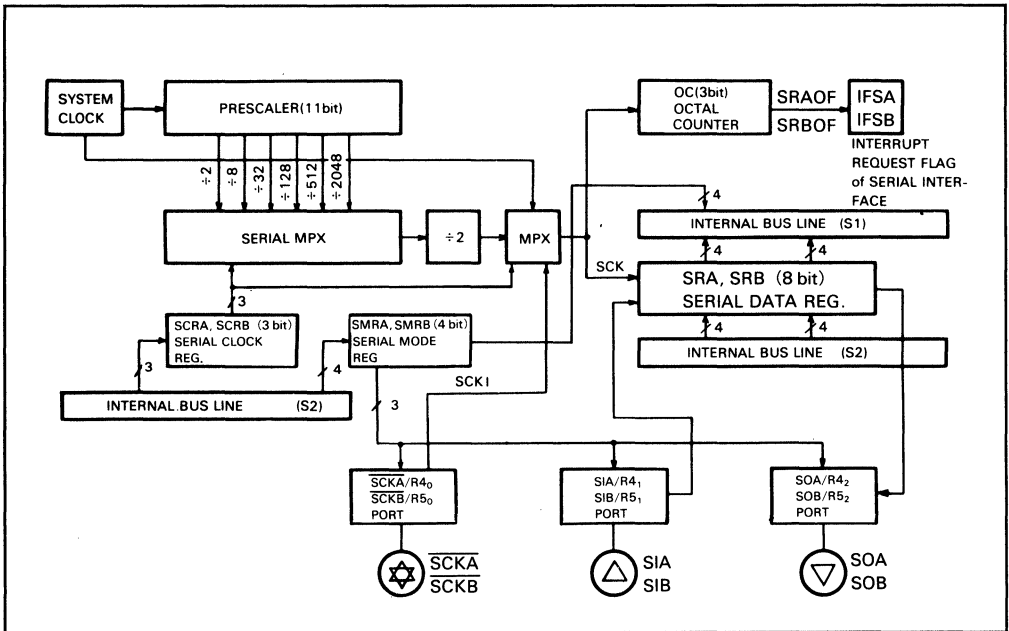 SYSTEM
CLOCK
PRESCALER (11bit)
OC(3bit)
OCTAL
COUNTER
SRAOF
SRBOF
IFSA
IFSB
INTERRUPT
REQUEST FLAG
of SERIAL INTER-
FACE
÷2
÷8
÷32
÷128
÷512
÷2048
4
SERIAL MPX
÷2
MPX
INTERNAL BUS LINE (S1)
4
4
SCK
SRA, SRB (8 bit)
SERIAL DATA REG.
3
4
4
SCRA, SCRB (3 bit)
SERIAL CLOCK
REG.
SMRA, SMRB (4 bit)
SERIAL MODE
REG
INTERNAL BUS LINE (S2)
3
4
SCKI
INTERNAL.BUS LINE (S2)
3
S̅C̅K̅A̅/R4₀
S̅C̅K̅B̅/R5₀
PORT
SIA/R4₁
SIB/R5₁
PORT
SOA/R4₂
SOB/R5₂
PORT
S̅C̅K̅A̅
S̅C̅K̅B̅
SIA
SIB
SOA
SOB